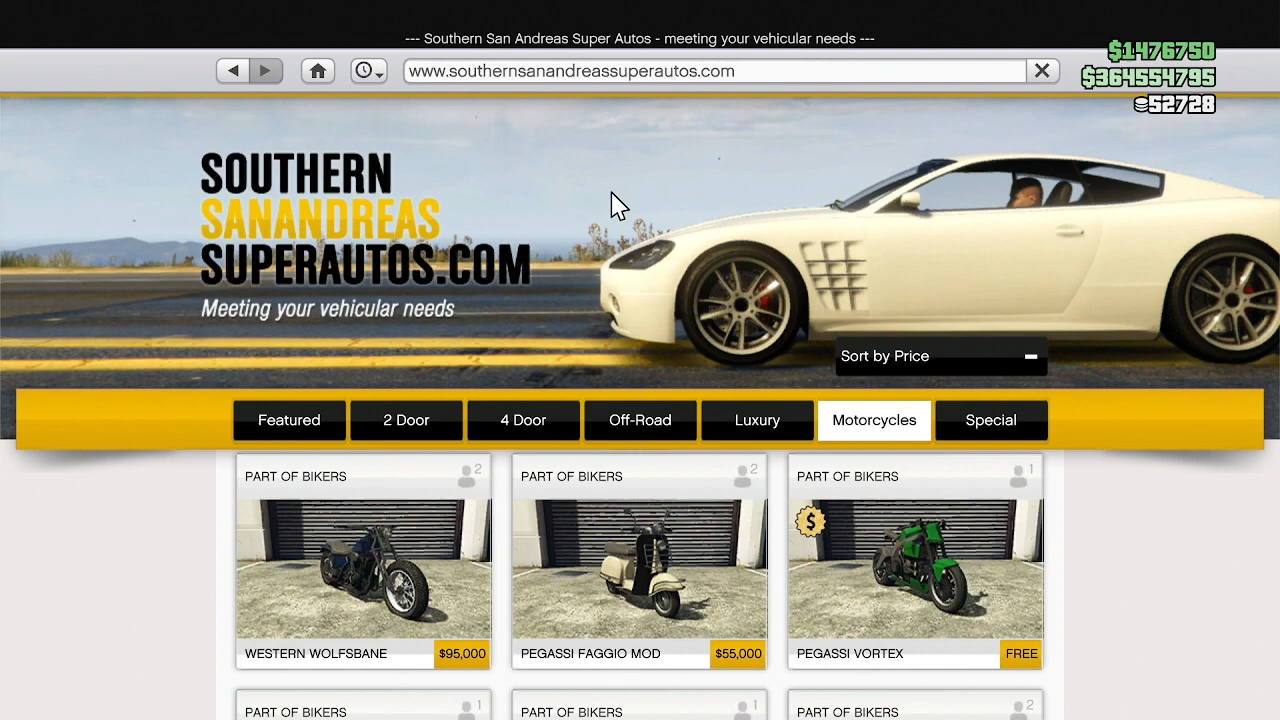 --- Southern San Andreas Super Autos - meeting your vehicular needs ---
www.southernsanandreassuperautos.com
$1476750
$364554795
52728
SOUTHERN
SANANDREAS
SUPERAUTOS.COM
Meeting your vehicular needs
Sort by Price
Featured
2 Door
4 Door
Off-Road
Luxury
Motorcycles
Special
PART OF BIKERS
2
PART OF BIKERS
2
PART OF BIKERS
1
$
WESTERN WOLFSBANE
$95,000
PEGASSI FAGGIO MOD
$55,000
PEGASSI VORTEX
FREE
PART OF BIKERS
1
PART OF BIKERS
1
PART OF BIKERS
2